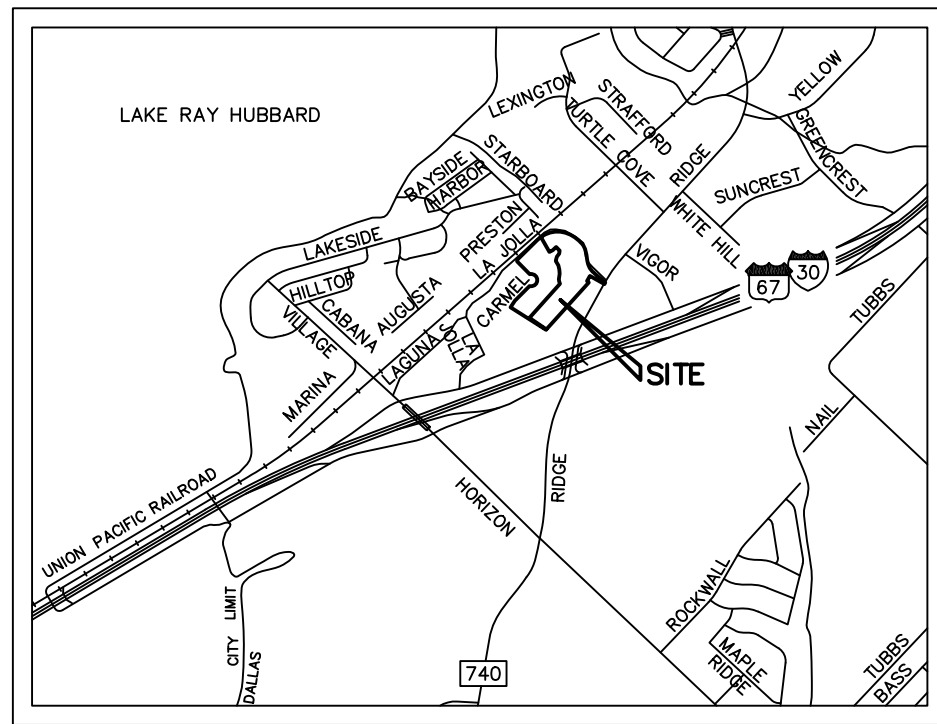 LAKE RAY HUBBARD
LEXINGTON
STRAFFORD
YELLOW
TURTLE COVE
GREENCREST
STARBOARD
BAYSIDE
MARBOR
RIDGE
SUNCREST
PRESTON
WHITE HILL
LAKESIDE
LA JOLLA
VIGOR
HILLTOP
CARMEL
67
30
CABANA
AUGUSTA
TUBBS
VILLAGE
LAGUNA
LA
SOLLA
SITE
MARINA
NAIL
UNION PACIFIC RAILROAD
HORIZON
RIDGE
ROCKWALL
CITY LIMIT
DALLAS
740
MAPLE
RIDGE
TUBBS
BASS